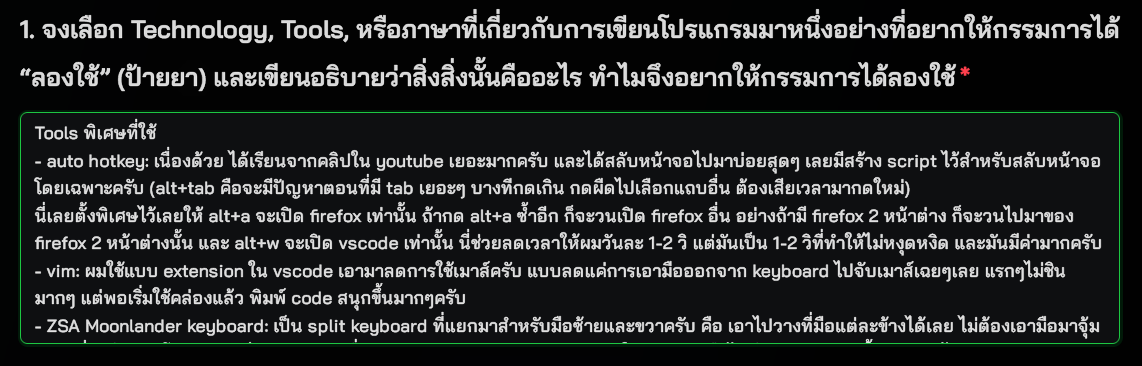 1. จงเลือก Technology, Tools, หรือภาษาที่เกี่ยวกับการเขียนโปรแกรมมาหนึ่งอย่างที่อยากให้กรรมการได้
“ลองใช้” (ป้ายยา) และเขียนอธิบายว่าสิ่งสิ่งนั้นคืออะไร ทำไมจึงอยากให้กรรมการได้ลองใช้ *
Tools พิเศษที่ใช้
- auto hotkey: เนื่องด้วย ได้เรียนจากคลิปใน youtube เยอะมากครับ และได้สลับหน้าจอไปมาบ่อยสุดๆ เลยมีสร้าง script ไว้สำหรับสลับหน้าจอ
โดยเฉพาะครับ (alt+tab คือจะมีปัญหาตอนที่มี tab เยอะๆ บางทีกดเกิน กดผืดไปเลือกแถบอื่น ต้องเสียเวลามากดใหม่)
นี่เลยตั้งพิเศษไว้เลยให้ alt+a จะเปิด firefox เท่านั้น ถ้ากด alt+a ซ้ำอีก ก็จะวนเปิด firefox อื่น อย่างถ้ามี firefox 2 หน้าต่าง ก็จะวนไปมาของ
firefox 2 หน้าต่างนั้น และ alt+w จะเปิด vscode เท่านั้น นี่ช่วยลดเวลาให้ผมวันละ 1-2 วิ แต่มันเป็น 1-2 วิที่ทำให้ไม่หงุดหงิด และมันมีค่ามากครับ
- vim: ผมใช้แบบ extension ใน vscode เอามาลดการใช้เมาส์ครับ แบบลดแค่การเอามือออกจาก keyboard ไปจับเมาส์เฉยๆเลย แรกๆไม่ชิน
มากๆ แต่พอเริ่มใช้คล่องแล้ว พิมพ์ code สนุกขึ้นมากๆครับ
- ZSA Moonlander keyboard: เป็น split keyboard ที่แยกมาสำหรับมือซ้ายและขวาครับ คือ เอาไปวางที่มือแต่ละข้างได้เลย ไม่ต้องเอามือมาจุ้ม